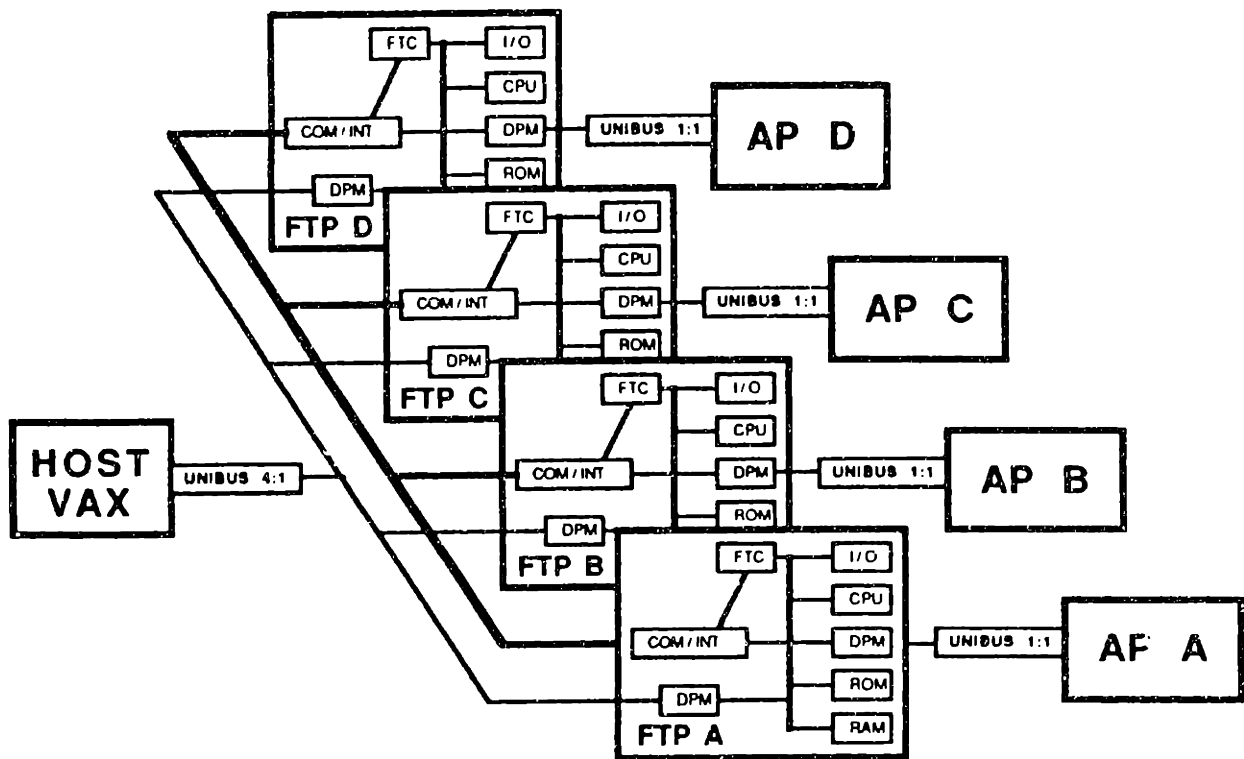 FTC
I/O
CPU
COM / INT
DPM
UNIBUS 1:1
AP D
DPM
ROM
FTP D
FTC
I/O
CPU
COM / INT
DPM
UNIBUS 1:1
AP C
DPM
ROM
FTP C
FTC
I/O
CPU
HOST
VAX
UNIBUS 4:1
COM / INT
DPM
UNIBUS 1:1
AP B
DPM
ROM
FTP B
FTC
I/O
CPU
COM / INT
DPM
UNIBUS 1:1
AP A
DPM
ROM
RAM
FTP A